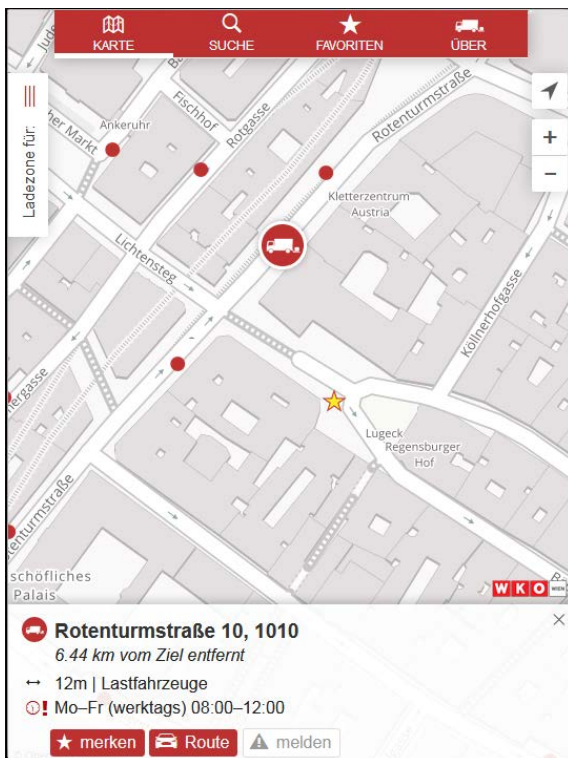 KARTE
SUCHE
FAVORITEN
ÜBER
Ladezone für:
Ankeruhr
Fischhof
Rotgasse
Rotenturmstraße
Kletterzentrum
Austria
Lichtensteg
Köllnerhofgasse
Lugeck
Regensburger
Hof
schöfliches
Palais
W K O WIEN
Rotenturmstraße 10, 1010
6.44 km vom Ziel entfernt
12m | Lastfahrzeuge
Mo–Fr (werktags) 08:00–12:00
merken
Route
melden